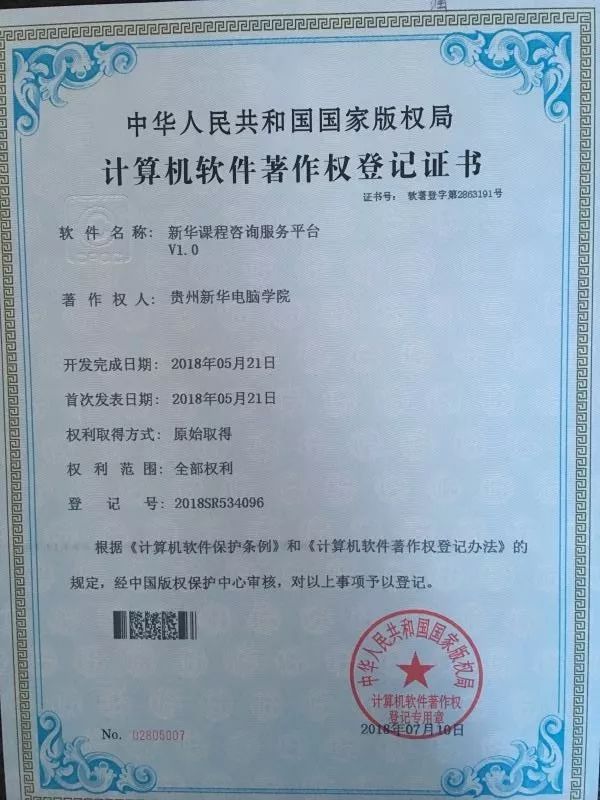 中华人民共和国国家版权局
计算机软件著作权登记证书
证书号： 软著登字第2863191号
软件名称： 新华课程咨询服务平台
V1.0
著作权人： 贵州新华电脑学院
开发完成日期： 2018年05月21日
首次发表日期： 2018年05月21日
权利取得方式： 原始取得
权利范围： 全部权利
登记号： 2018SR534096
根据《计算机软件保护条例》和《计算机软件著作权登记办法》的
规定，经中国版权保护中心审核，对以上事项予以登记。
中华人民共和国国家版权局
计算机软件著作权
登记专用章
No. 02805007
2018年07月10日